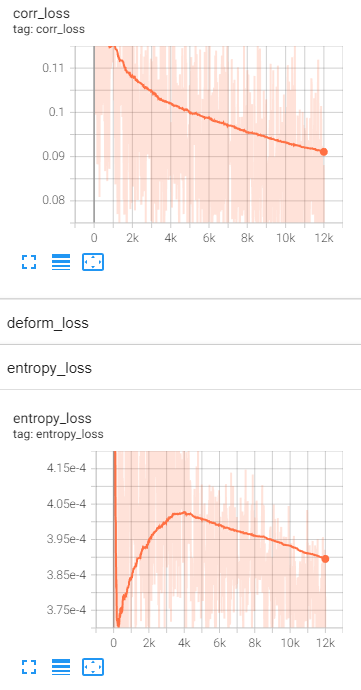 corr_loss
tag: corr_loss
0.11
0.1
0.09
0.08
0 2k 4k 6k 8k 10k 12k
deform_loss
entropy_loss
entropy_loss
tag: entropy_loss
4.15e-4
4.05e-4
3.95e-4
3.85e-4
3.75e-4
0 2k 4k 6k 8k 10k 12k